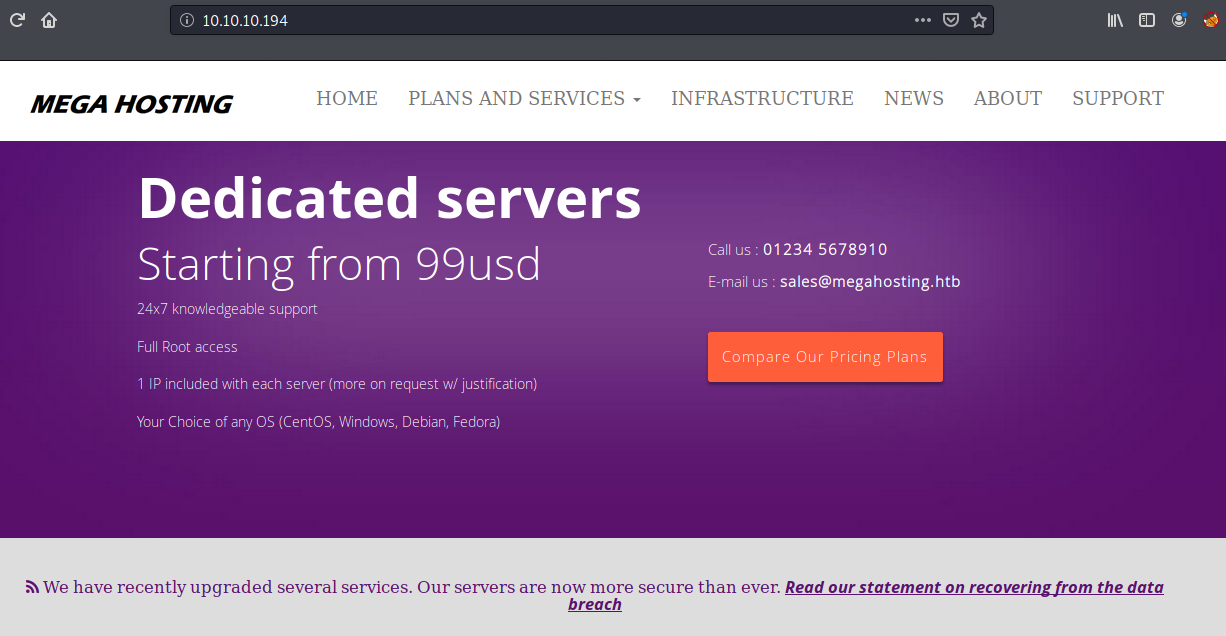 10.10.10.194
MEGA HOSTING
HOME PLANS AND SERVICES INFRASTRUCTURE NEWS ABOUT SUPPORT
Dedicated servers
Starting from 99usd
24x7 knowledgeable support
Full Root access
1 IP included with each server (more on request w/ justification)
Your Choice of any OS (CentOS, Windows, Debian, Fedora)
Call us : 01234 5678910
E-mail us : sales@megahosting.htb
Compare Our Pricing Plans
We have recently upgraded several services. Our servers are now more secure than ever. Read our statement on recovering from the data
breach